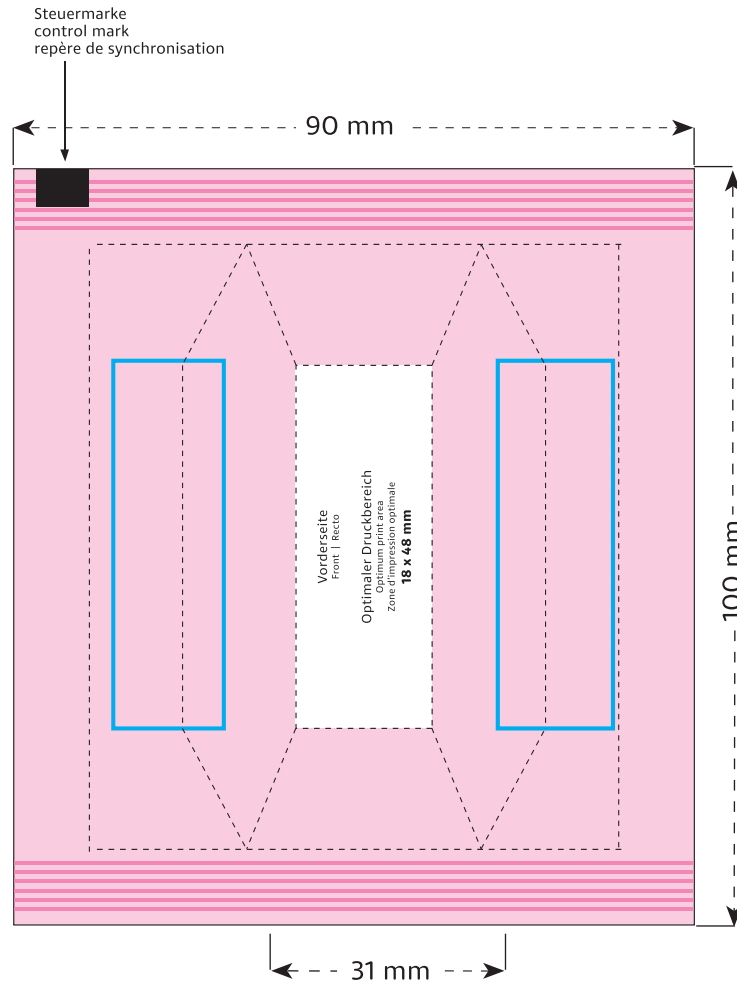 Steuermarke
control mark
repère de synchronisation
90 mm
Vorderseite
Front | Recto
Optimaler Druckbereich
Optimum print area
Zone d'impression optimale
18 x 48 mm
100 mm
31 mm